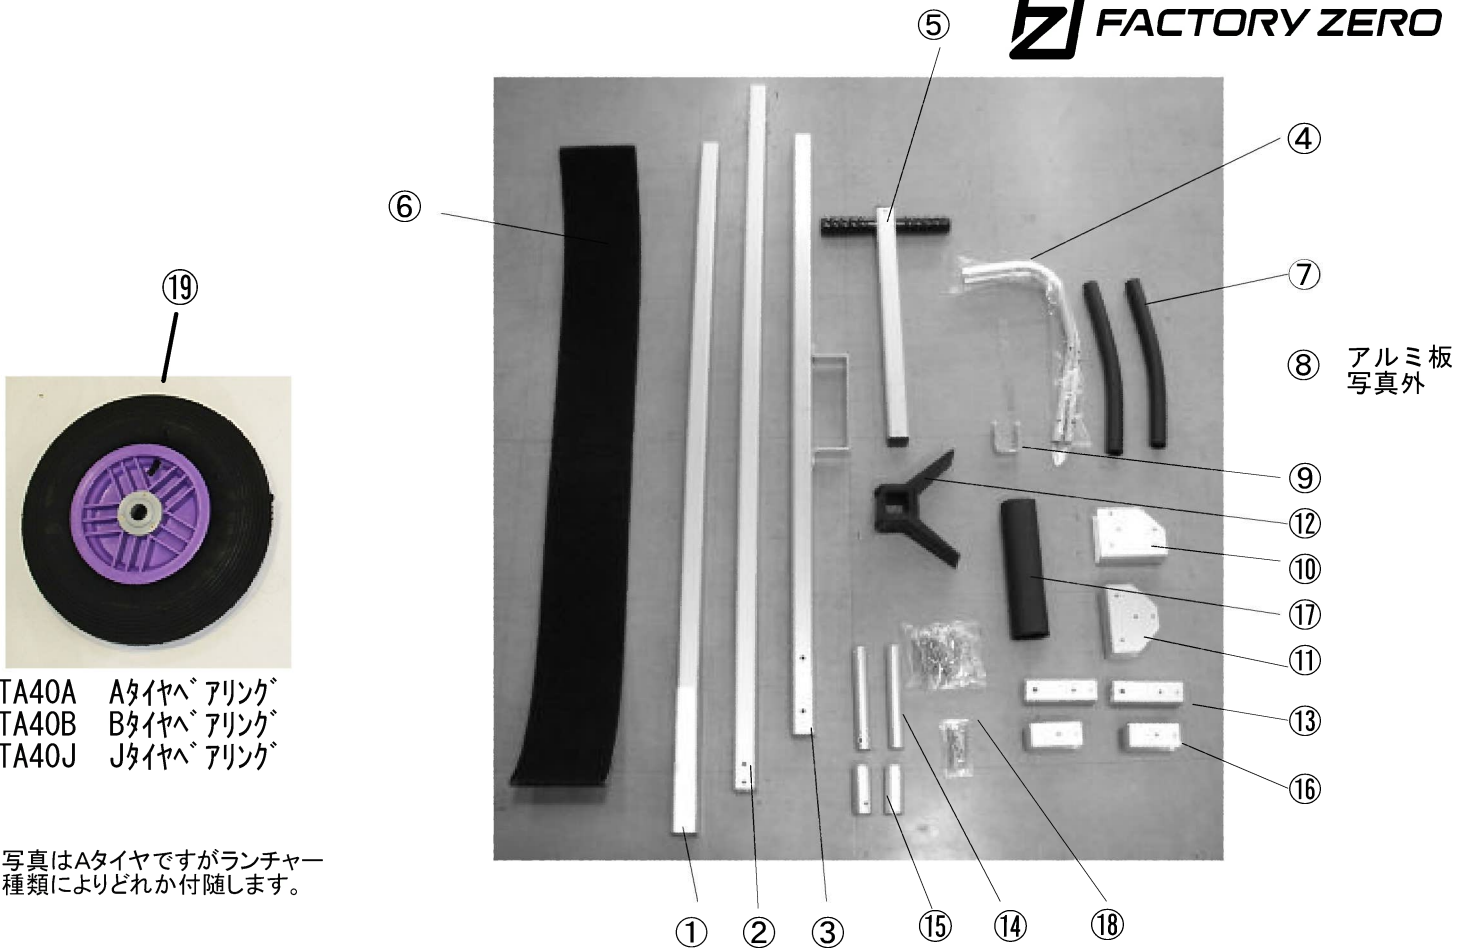 FACTORY ZERO
⑤
④
⑥
⑦
⑲
⑧ アルミ板
写真外
⑨
⑫
⑩
⑰
⑪
TA40A Aﾀｲﾔﾍﾞｱﾘﾝｸﾞ
TA40B Bﾀｲﾔﾍﾞｱﾘﾝｸﾞ
TA40J Jﾀｲﾔﾍﾞｱﾘﾝｸﾞ
⑬
⑯
写真はAタイヤですがランチャー
種類によりどれか付随します。
① ② ③ ⑮ ⑭ ⑱